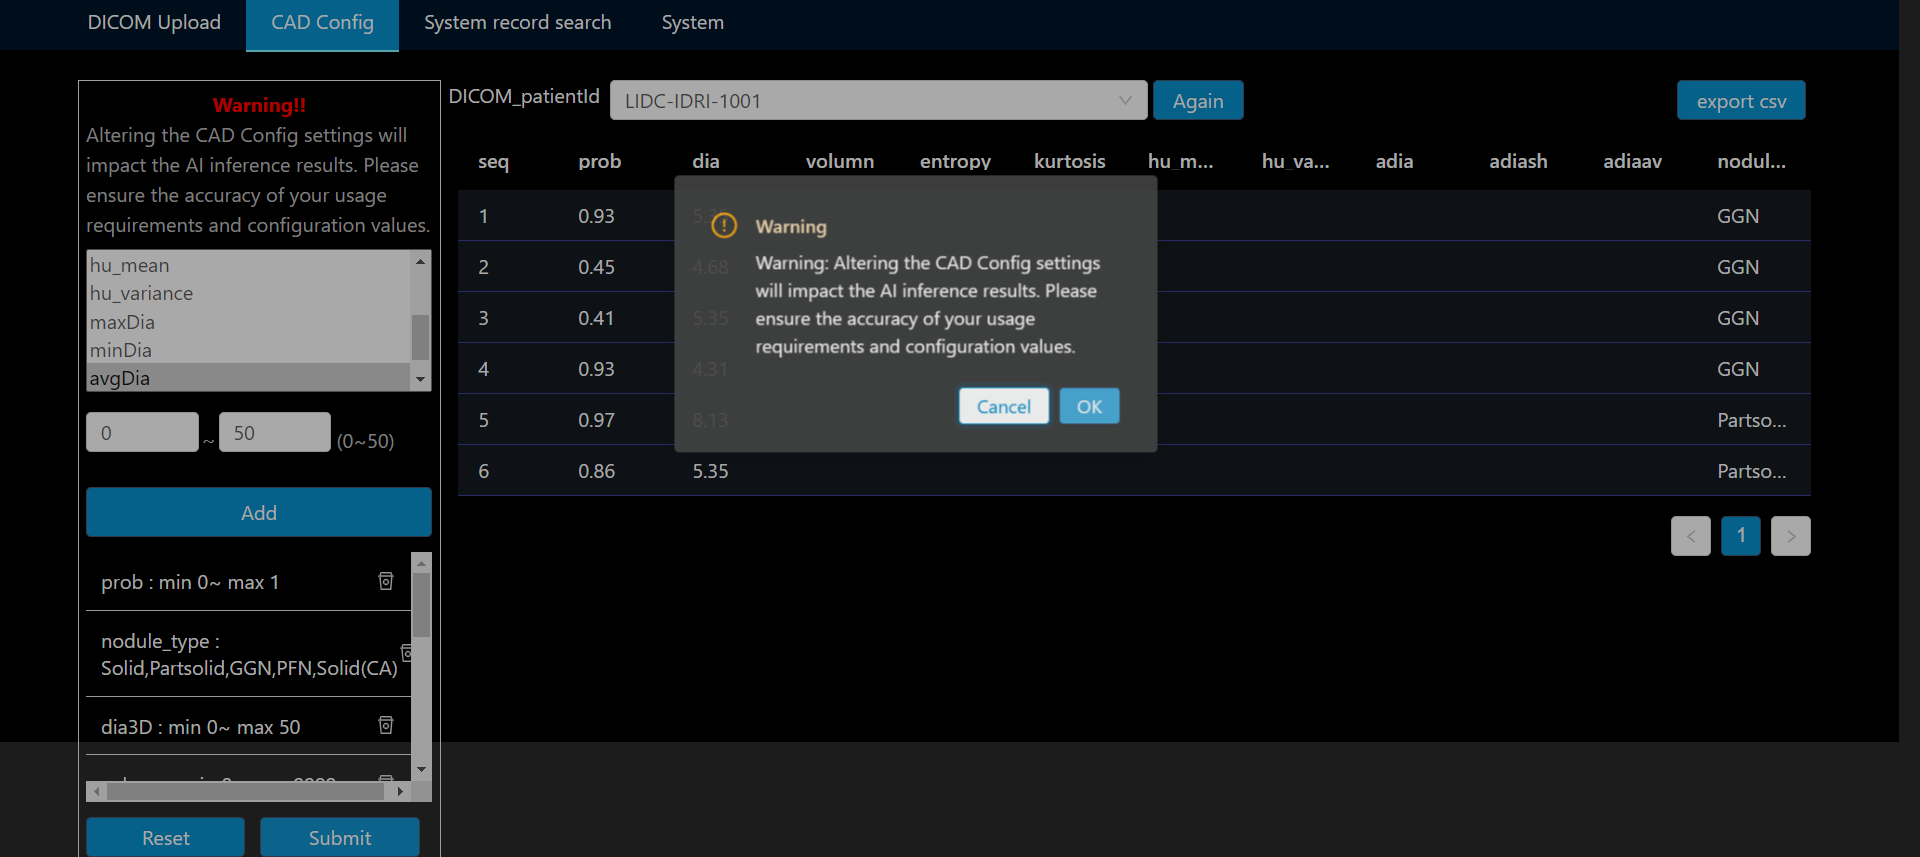 DICOM Upload CAD Config System record search System
Warning!!
Altering the CAD Config settings will
impact the AI inference results. Please
ensure the accuracy of your usage
requirements and configuration values.
hu_mean
hu_variance
maxDia
minDia
avgDia
0 ~ 50 (0~50)
Add
prob : min 0~ max 1
nodule_type :
Solid,Partsolid,GGN,PFN,Solid(CA)
dia3D : min 0~ max 50
Reset Submit
DICOM_patientId LIDC-IDRI-1001 Again export csv
seq prob dia volumn entropy kurtosis hu_m... hu_va... adia adiash adiaav nodul...
1 0.93 GGN
2 0.45 4.68 GGN
3 0.41 5.35 GGN
4 0.93 4.31 GGN
5 0.97 8.13 Partso...
6 0.86 5.35 Partso...
< 1 >
Warning
Warning: Altering the CAD Config settings
will impact the AI inference results. Please
ensure the accuracy of your usage
requirements and configuration values.
Cancel OK